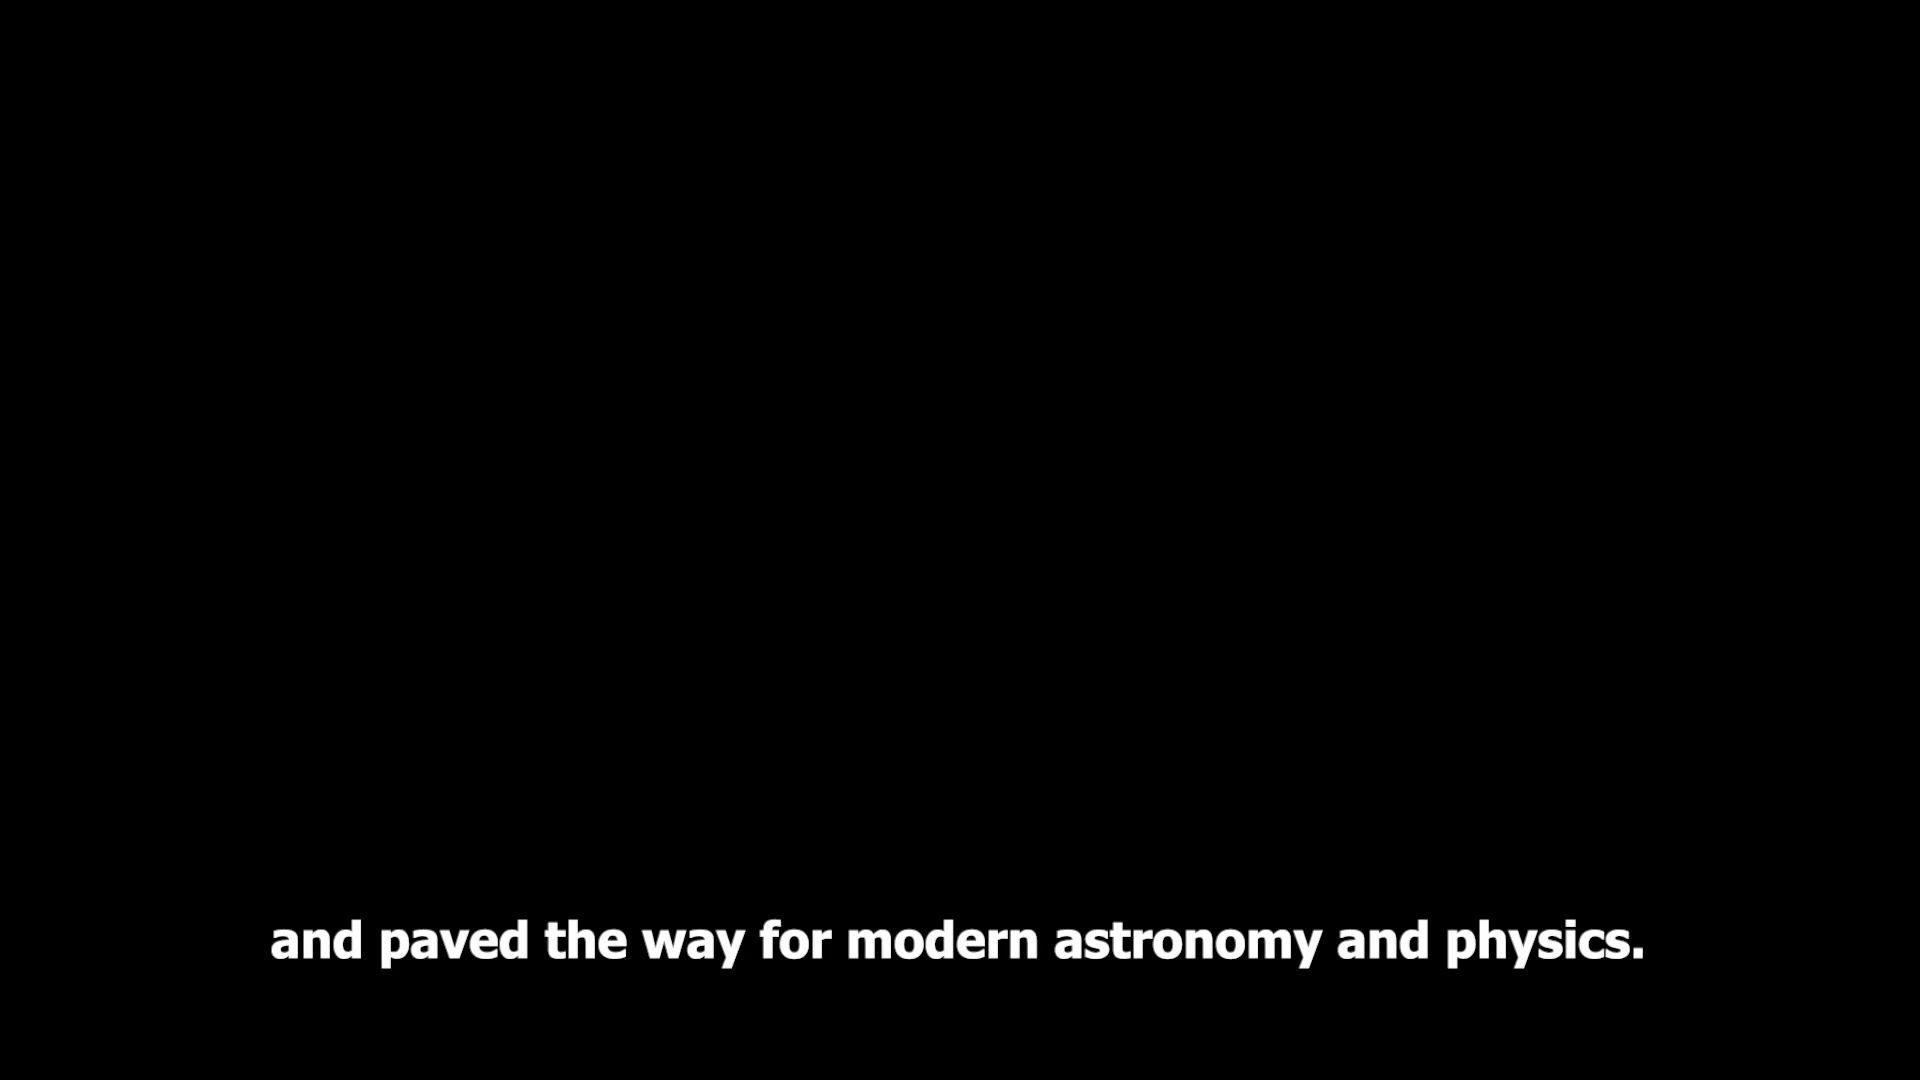 and paved the way for modern astronomy and physics.